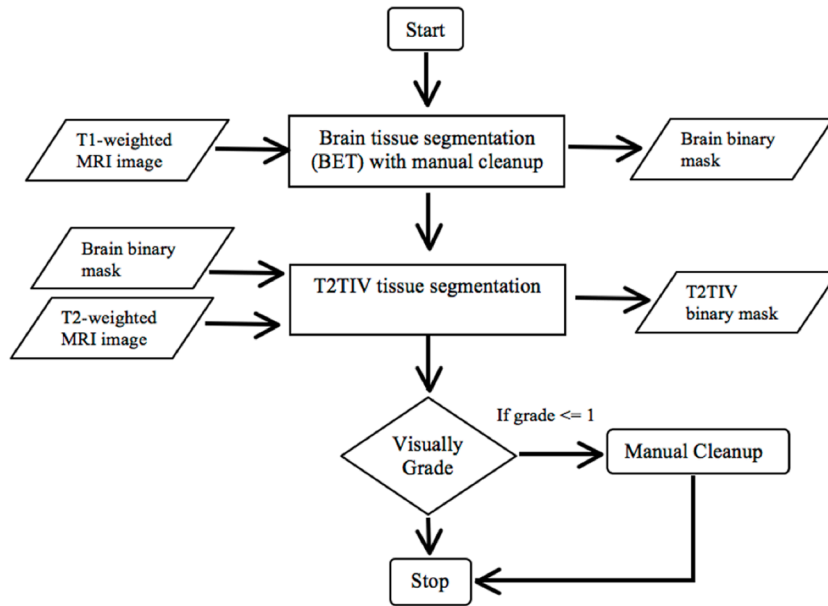 Start
T1-weighted
MRI image
Brain tissue segmentation
(BET) with manual cleanup
Brain binary
mask
Brain binary
mask
T2-weighted
MRI image
T2TIV tissue segmentation
T2TIV
binary mask
Visually
Grade
If grade <= 1
Manual Cleanup
Stop